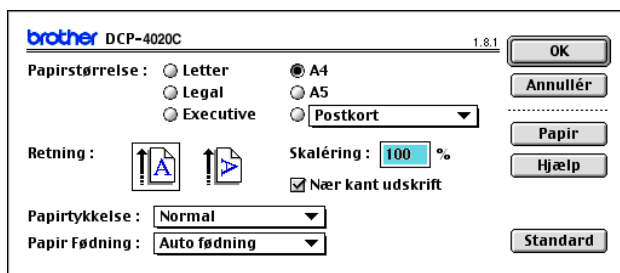 brother DCP-4020C 1.8.1
OK
Papirstørrelse : Letter A4
Annullér
Legal A5
Executive Postkort
Papir
Retning : A A Skaléring : 100 %
Hjælp
Nær kant udskrift
Papirtykkelse : Normal
Papir Fødning : Auto fødning Standard